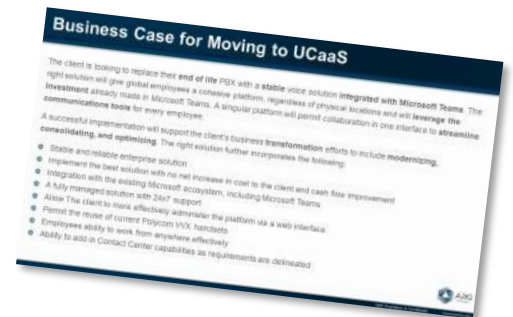 Business Case for Moving to UCaaS
The client is looking to replace their end of life PBX with a stable voice solution integrated with Microsoft Teams. The
right solution will give global employees a cohesive platform, regardless of physical locations and will leverage the
investment already made in Microsoft Teams. A singular platform will permit collaboration in one interface to streamline
communications tools for every employee.
A successful implementation will support the client's business transformation efforts to include modernizing,
consolidating, and optimizing. The right solution further incorporates the following:
Stable and reliable enterprise solution
Implement the best solution with no net increase in cost to the client and cash flow improvement
Integration with the existing Microsoft ecosystem, including Microsoft Teams
A fully managed solution with 24x7 support
Allow The client to more effectively administer the platform via a web interface
Permit the reuse of current Polycom VVX handsets
Employees ability to work from anywhere effectively
Ability to add in Contact Center capabilities as requirements are delineated